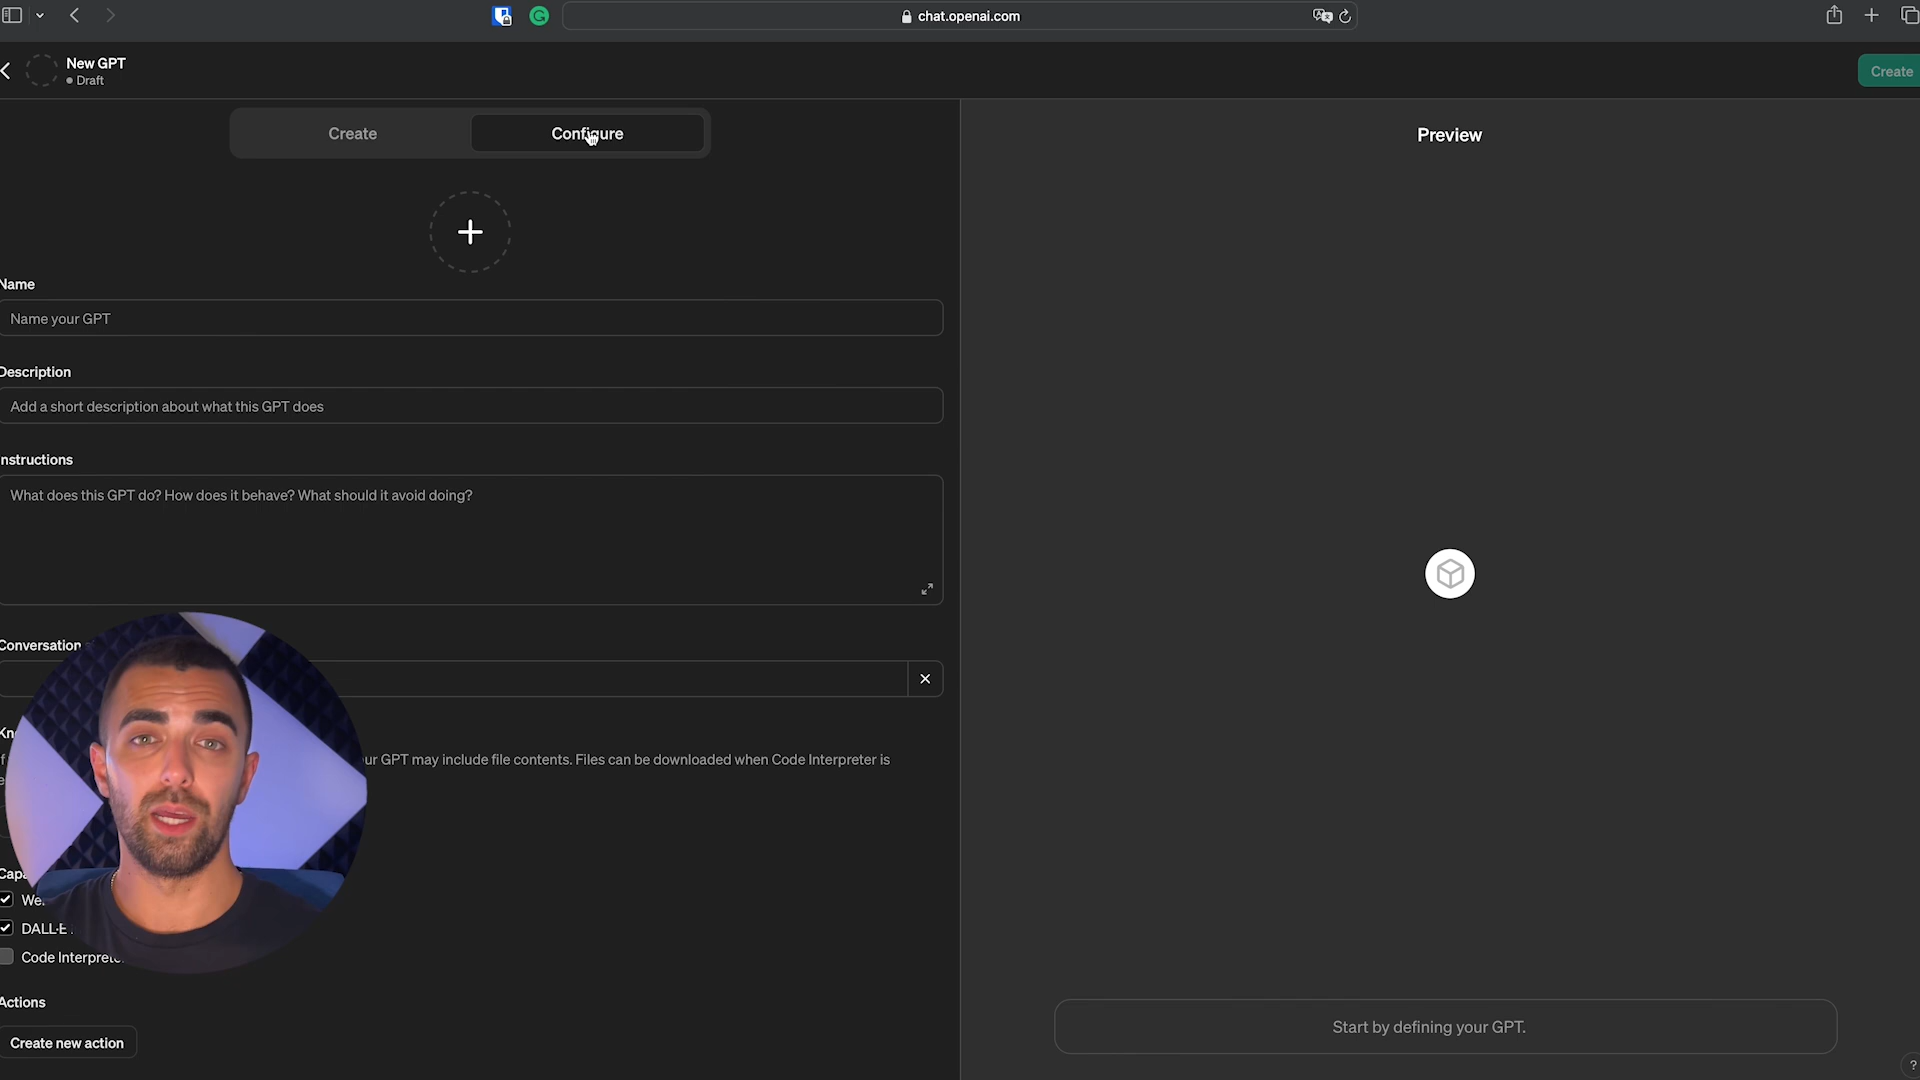 chat.openai.com
New GPT
Draft
Create
Create
Configure
Preview
Name
Name your GPT
Description
Add a short description about what this GPT does
Instructions
What does this GPT do? How does it behave? What should it avoid doing?
Conversation
ur GPT may include file contents. Files can be downloaded when Code Interpreter is
DALL·E
Code Interprete
Actions
Create new action
Start by defining your GPT.
?